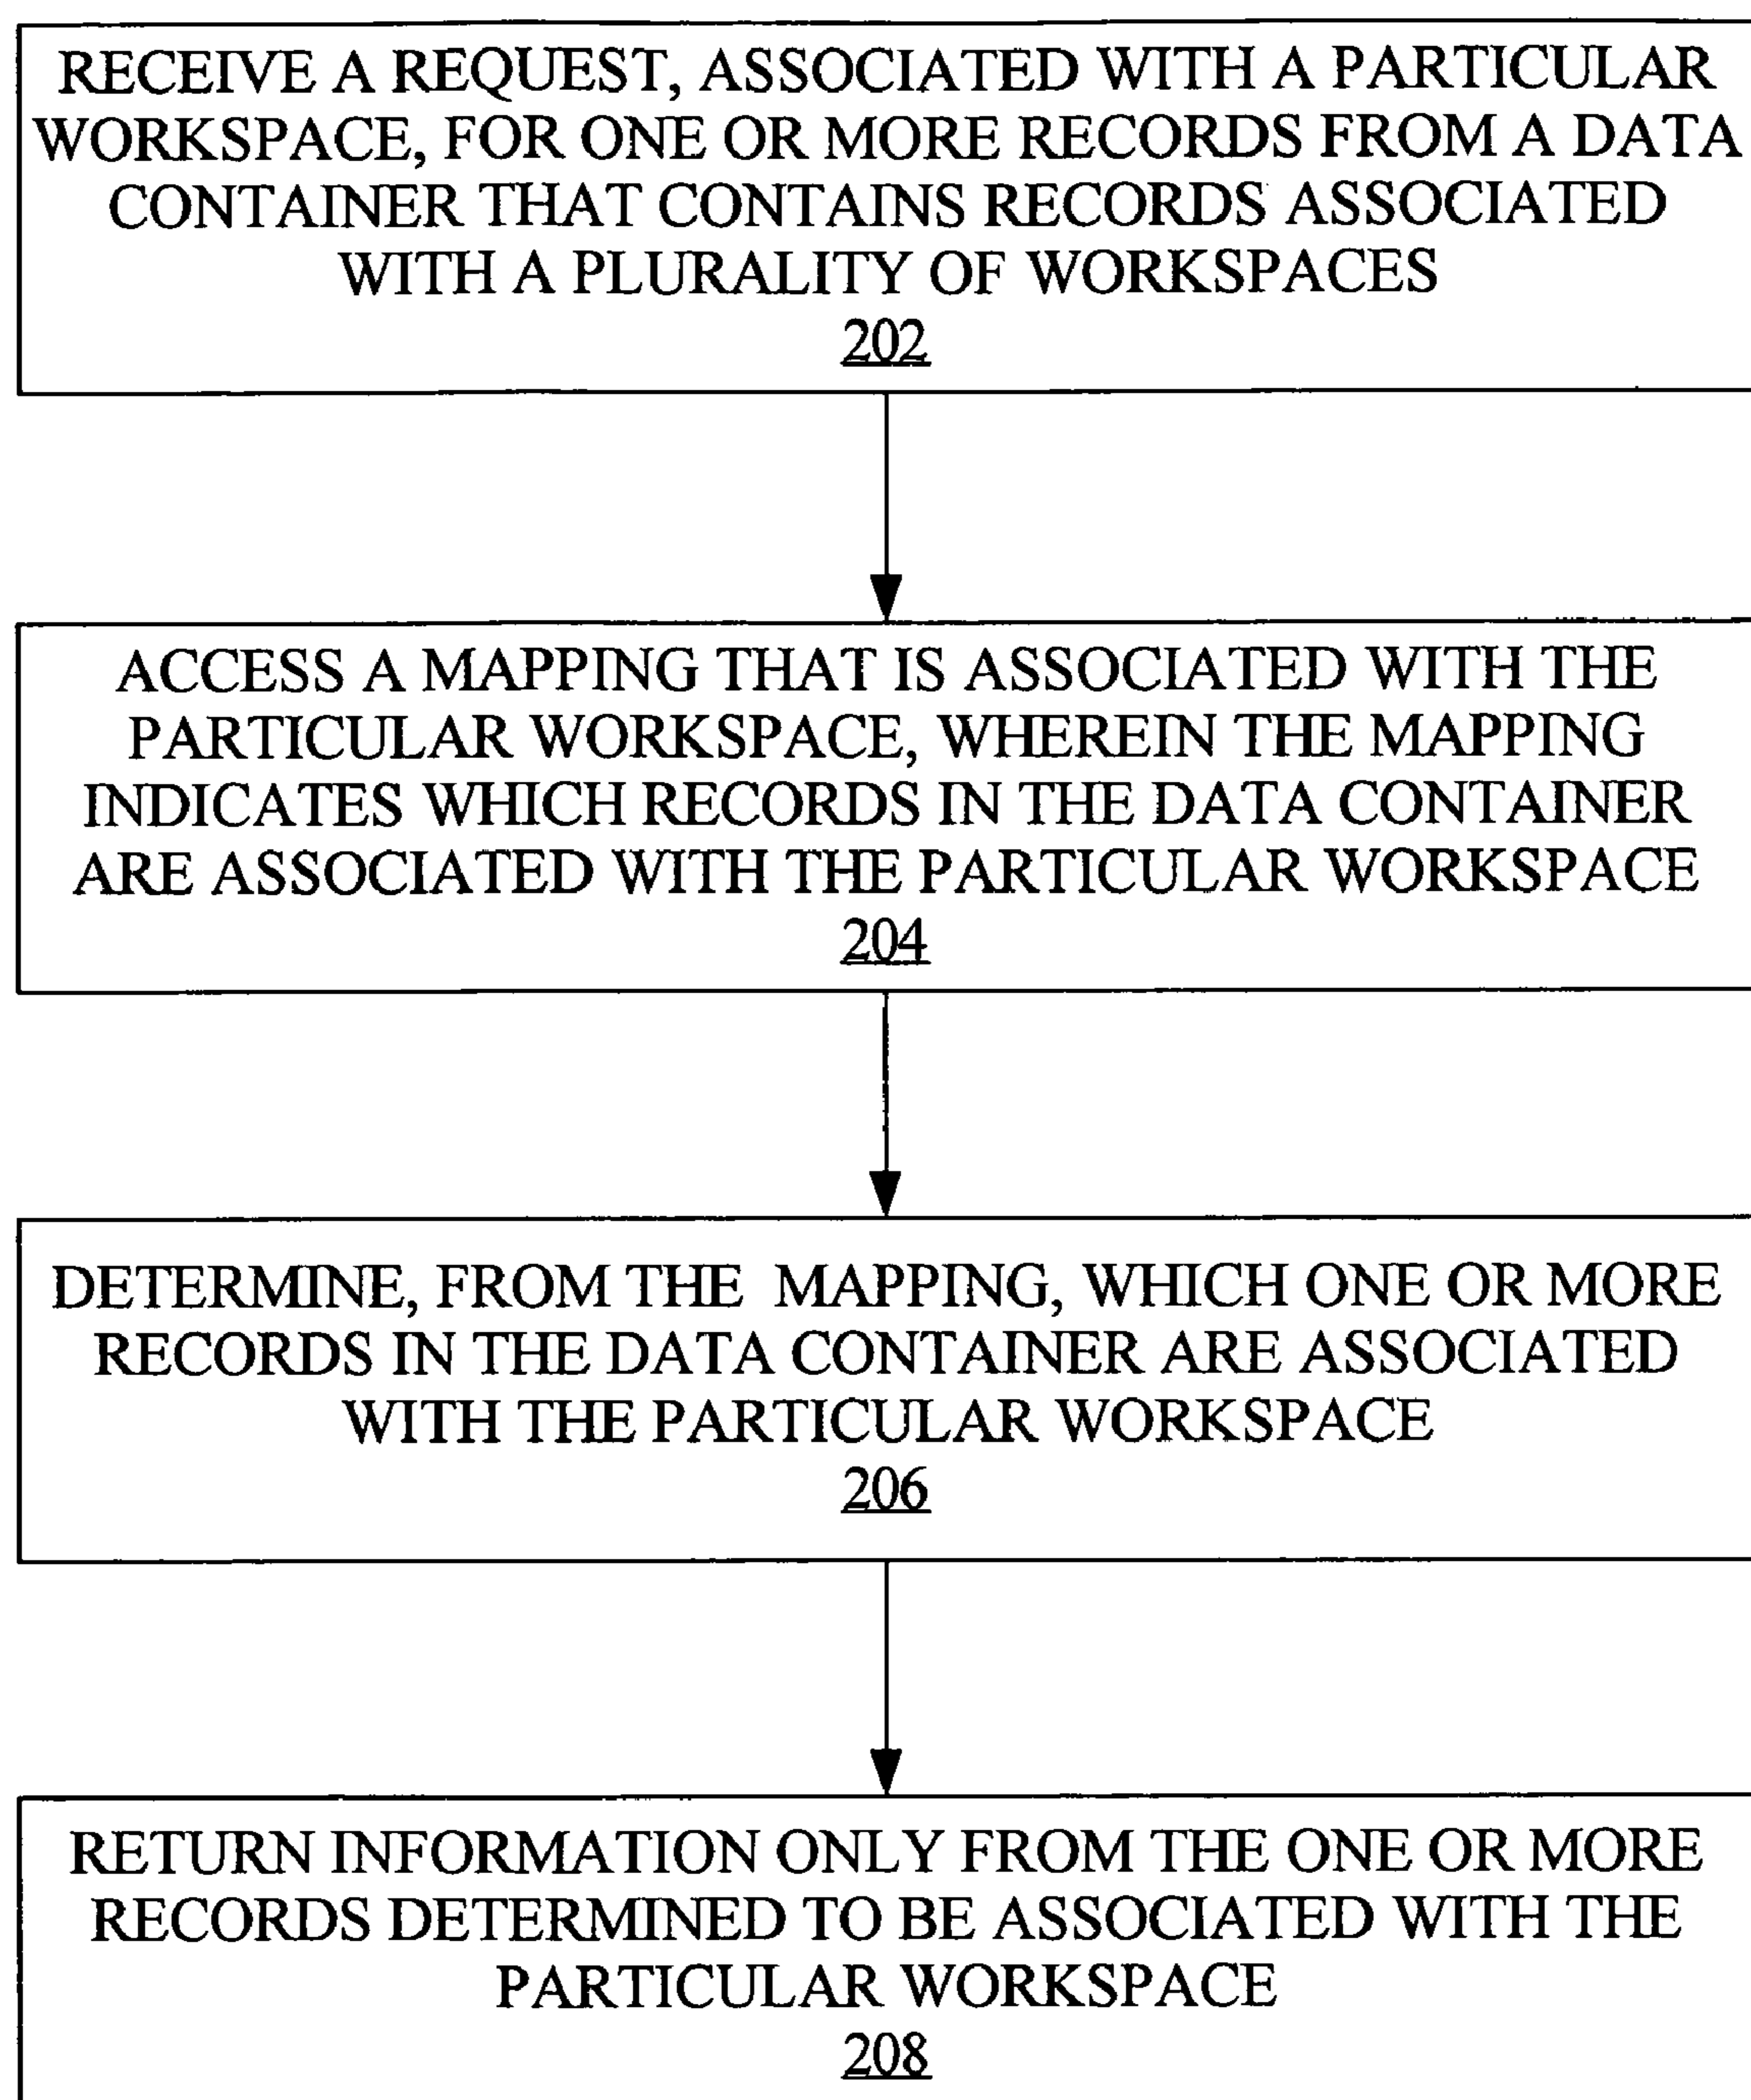 RECEIVE A REQUEST, ASSOCIATED WITH A PARTICULAR
WORKSPACE, FOR ONE OR MORE RECORDS FROM A DATA
CONTAINER THAT CONTAINS RECORDS ASSOCIATED
WITH A PLURALITY OF WORKSPACES
202
ACCESS A MAPPING THAT IS ASSOCIATED WITH THE
PARTICULAR WORKSPACE, WHEREIN THE MAPPING
INDICATES WHICH RECORDS IN THE DATA CONTAINER
ARE ASSOCIATED WITH THE PARTICULAR WORKSPACE
204
DETERMINE, FROM THE MAPPING, WHICH ONE OR MORE
RECORDS IN THE DATA CONTAINER ARE ASSOCIATED
WITH THE PARTICULAR WORKSPACE
206
RETURN INFORMATION ONLY FROM THE ONE OR MORE
RECORDS DETERMINED TO BE ASSOCIATED WITH THE
PARTICULAR WORKSPACE
208